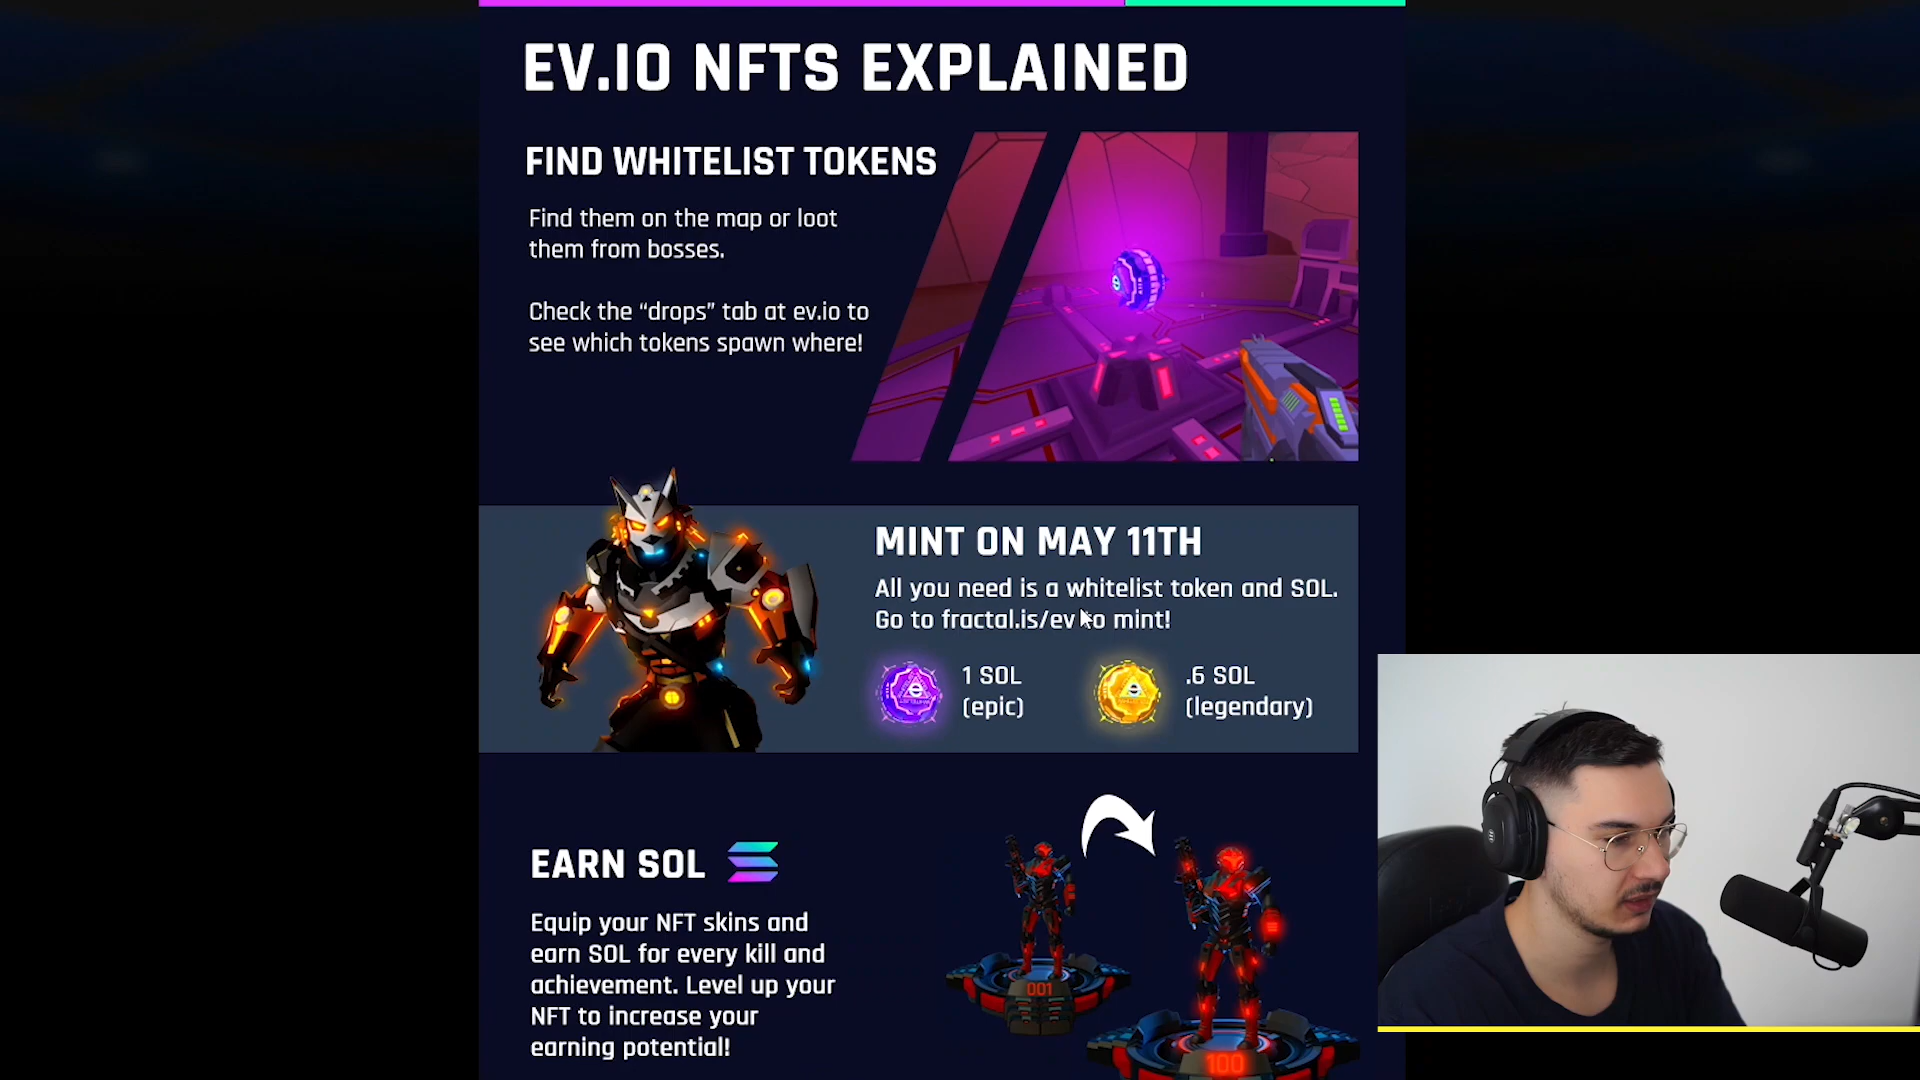 EV.IO NFTS EXPLAINED
FIND WHITELIST TOKENS
Find them on the map or loot
them from bosses.
Check the “drops” tab at ev.io to
see which tokens spawn where!
MINT ON MAY 11TH
All you need is a whitelist token and SOL.
Go to fractal.is/ev to mint!
1 SOL
(epic)
.6 SOL
(legendary)
EARN SOL
Equip your NFT skins and
earn SOL for every kill and
achievement. Level up your
NFT to increase your
earning potential!
001
100